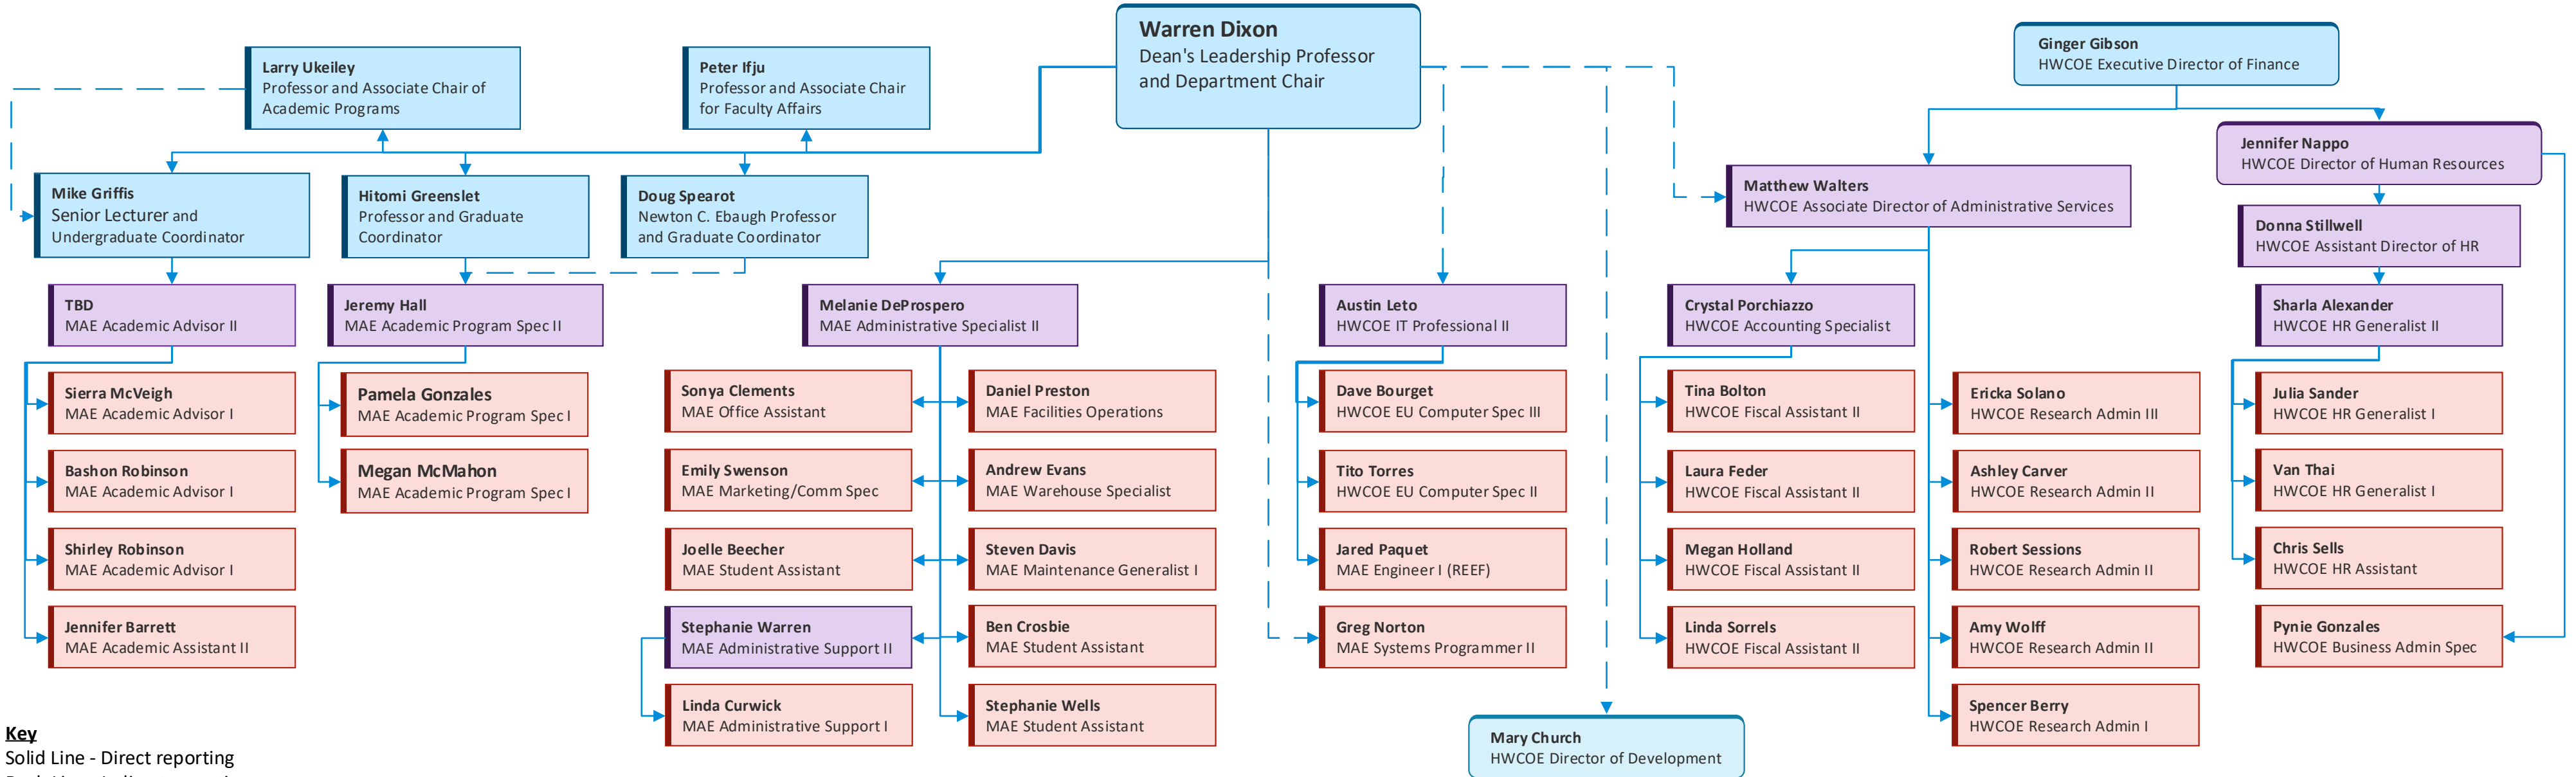 Warren Dixon
Dean's Leadership Professor
and Department Chair
Ginger Gibson
HWCOE Executive Director of Finance
Larry Ukeiley
Professor and Associate Chair of
Academic Programs
Peter Ifju
Professor and Associate Chair
for Faculty Affairs
Jennifer Nappo
HWCOE Director of Human Resources
Mike Griffis
Senior Lecturer and
Undergraduate Coordinator
Hitomi Greenslet
Professor and Graduate
Coordinator
Doug Spearot
Newton C. Ebaugh Professor
and Graduate Coordinator
Matthew Walters
HWCOE Associate Director of Administrative Services
Donna Stillwell
HWCOE Assistant Director of HR
TBD
MAE Academic Advisor II
Jeremy Hall
MAE Academic Program Spec II
Melanie DeProspero
MAE Administrative Specialist II
Austin Leto
HWCOE IT Professional II
Crystal Porchiazzo
HWCOE Accounting Specialist
Sharla Alexander
HWCOE HR Generalist II
Sierra McVeigh
MAE Academic Advisor I
Bashon Robinson
MAE Academic Advisor I
Shirley Robinson
MAE Academic Advisor I
Jennifer Barrett
MAE Academic Assistant II
Pamela Gonzales
MAE Academic Program Spec I
Megan McMahon
MAE Academic Program Spec I
Sonya Clements
MAE Office Assistant
Emily Swenson
MAE Marketing/Comm Spec
Joelle Beecher
MAE Student Assistant
Stephanie Warren
MAE Administrative Support II
Linda Curwick
MAE Administrative Support I
Daniel Preston
MAE Facilities Operations
Andrew Evans
MAE Warehouse Specialist
Steven Davis
MAE Maintenance Generalist I
Ben Crosbie
MAE Student Assistant
Stephanie Wells
MAE Student Assistant
Dave Bourget
HWCOE EU Computer Spec III
Tito Torres
HWCOE EU Computer Spec II
Jared Paquet
MAE Engineer I (REEF)
Greg Norton
MAE Systems Programmer II
Mary Church
HWCOE Director of Development
Tina Bolton
HWCOE Fiscal Assistant II
Laura Feder
HWCOE Fiscal Assistant II
Megan Holland
HWCOE Fiscal Assistant II
Linda Sorrels
HWCOE Fiscal Assistant II
Ericka Solano
HWCOE Research Admin III
Ashley Carver
HWCOE Research Admin II
Robert Sessions
HWCOE Research Admin II
Amy Wolff
HWCOE Research Admin II
Spencer Berry
HWCOE Research Admin I
Julia Sander
HWCOE HR Generalist I
Van Thai
HWCOE HR Generalist I
Chris Sells
HWCOE HR Assistant
Pynie Gonzales
HWCOE Business Admin Spec
Key
Solid Line - Direct reporting